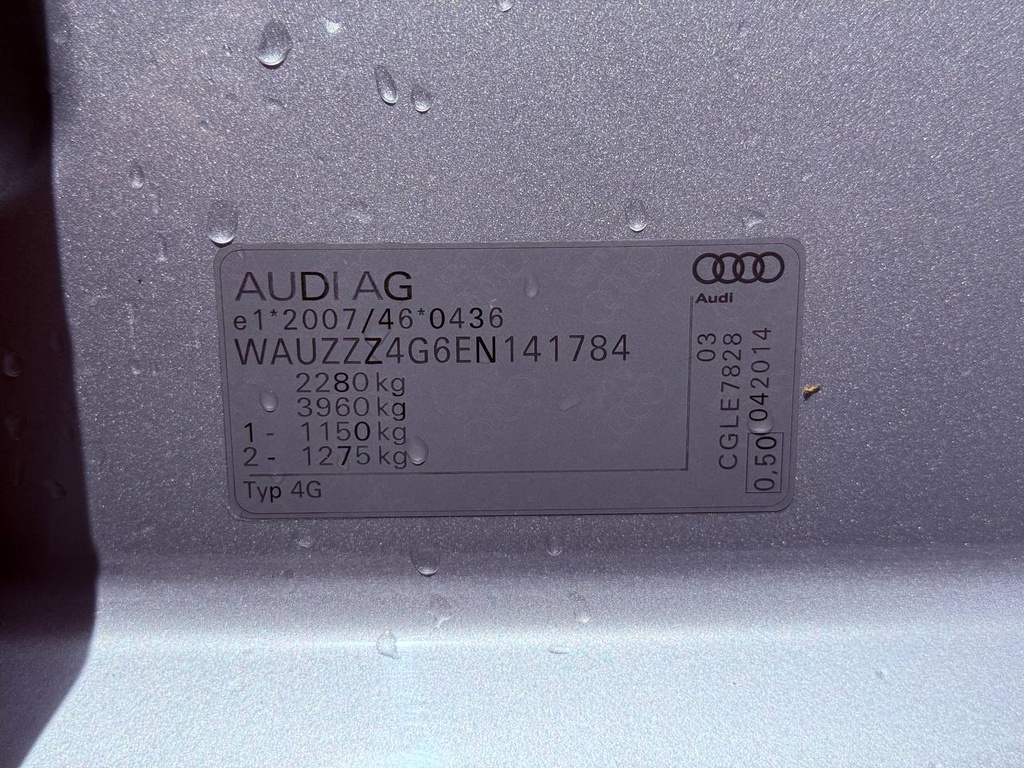 AUDI AG
e1*2007/46*0436
WAUZZZ4G6EN141784
2280 kg
3960 kg
1 - 1150 kg
2 - 1275 kg
Typ 4G
Audi
CGLE7828 03
0,50 042014